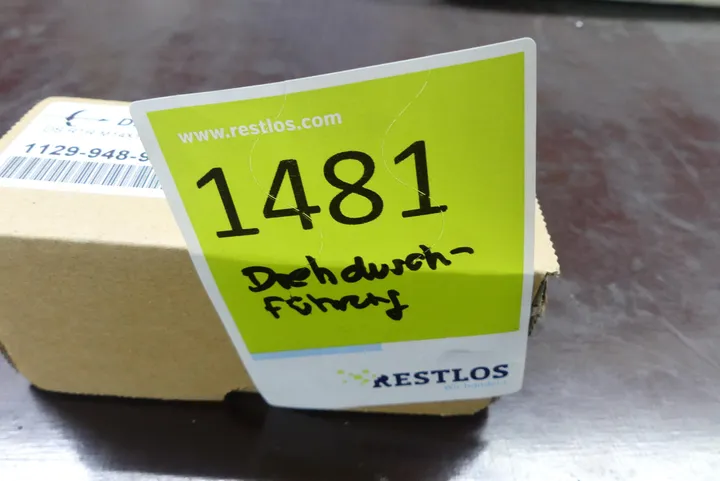 1129-948-9
www.restlos.com
1481
Drehdurch-
führung
RESTLOS